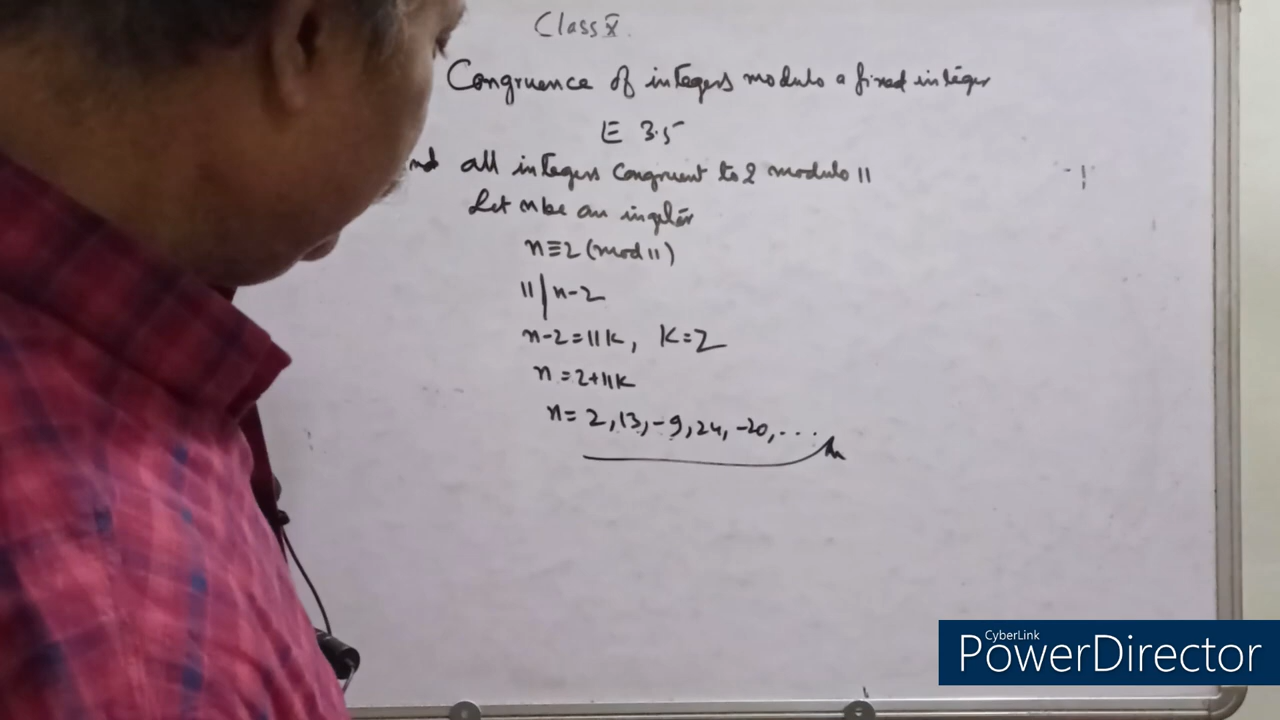 Class X.
Congruence of integers modulo a fixed integer
E 3.5
nd all integers congruent to 2 modulo 11
Let n be an
n≡2 (mod 11)
11 | n-2
n-2=11k, K=Z
n = 2+11k
n= 2, 13, -9, 24, -20, ...
CyberLink
PowerDirector